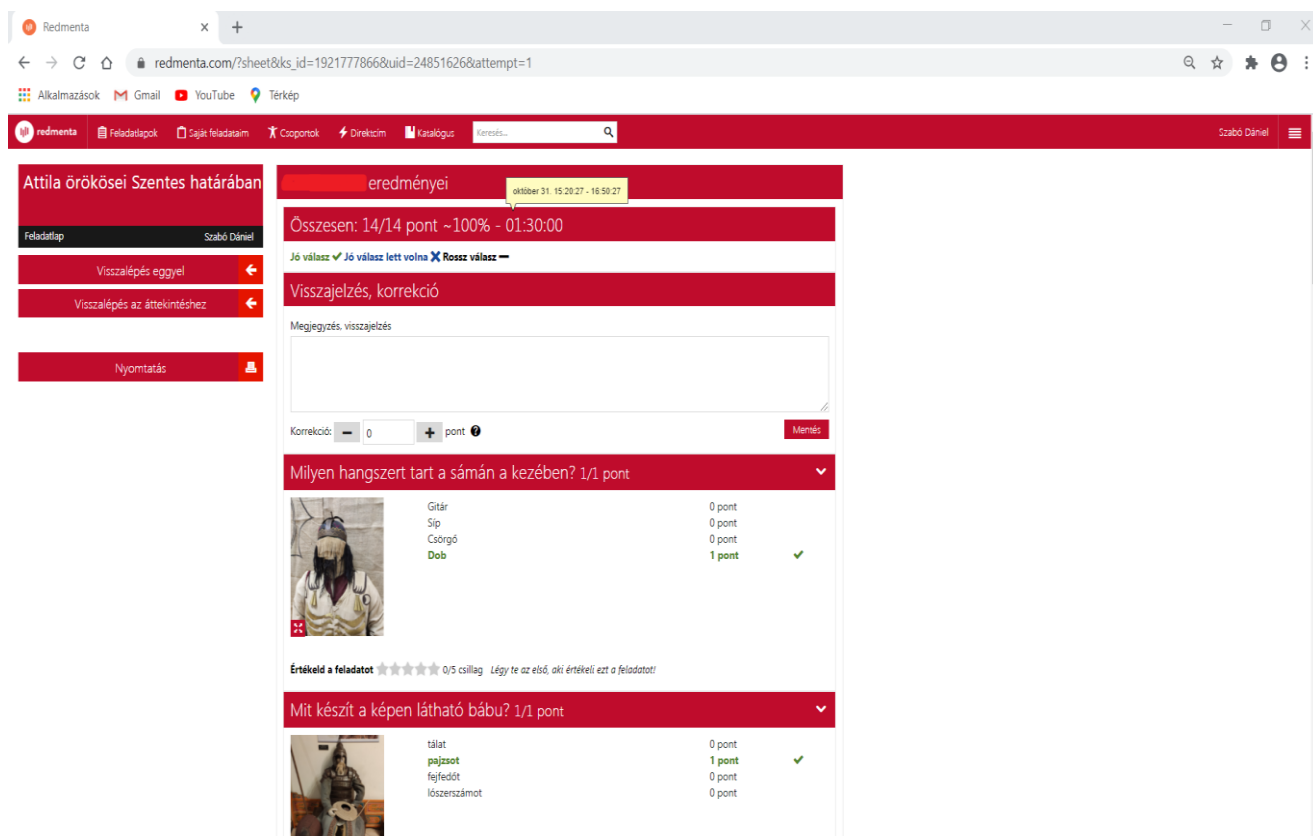 Redmenta
redmenta.com/?sheet&ks_id=1921777866&uid=24851626&attempt=1
Alkalmazások Gmail YouTube Térkép
redmenta Feladatlapok Saját feladataim Csoportok Direktcím Katalógus Keresés... Szabó Dániel
Attila örökösei Szentes határában
Feladatlap Szabó Dániel
Visszalépés eggyel
Visszalépés az áttekintéshez
Nyomtatás
eredményei
október 31. 15:20:27 - 16:50:27
Összesen: 14/14 pont ~100% - 01:30:00
Jó válasz Jó válasz lett volna Rossz válasz
Visszajelzés, korrekció
Megjegyzés, visszajelzés
Korrekció: 0 pont
Mentés
Milyen hangszert tart a sámán a kezében? 1/1 pont
Gitár 0 pont
Síp 0 pont
Csörgő 0 pont
Dob 1 pont
Értékeld a feladatot 0/5 csillag Légy te az első, aki értékeli ezt a feladatot!
Mit készít a képen látható bábu? 1/1 pont
tálat 0 pont
pajzsot 1 pont
fejfedőt 0 pont
lószerszámot 0 pont